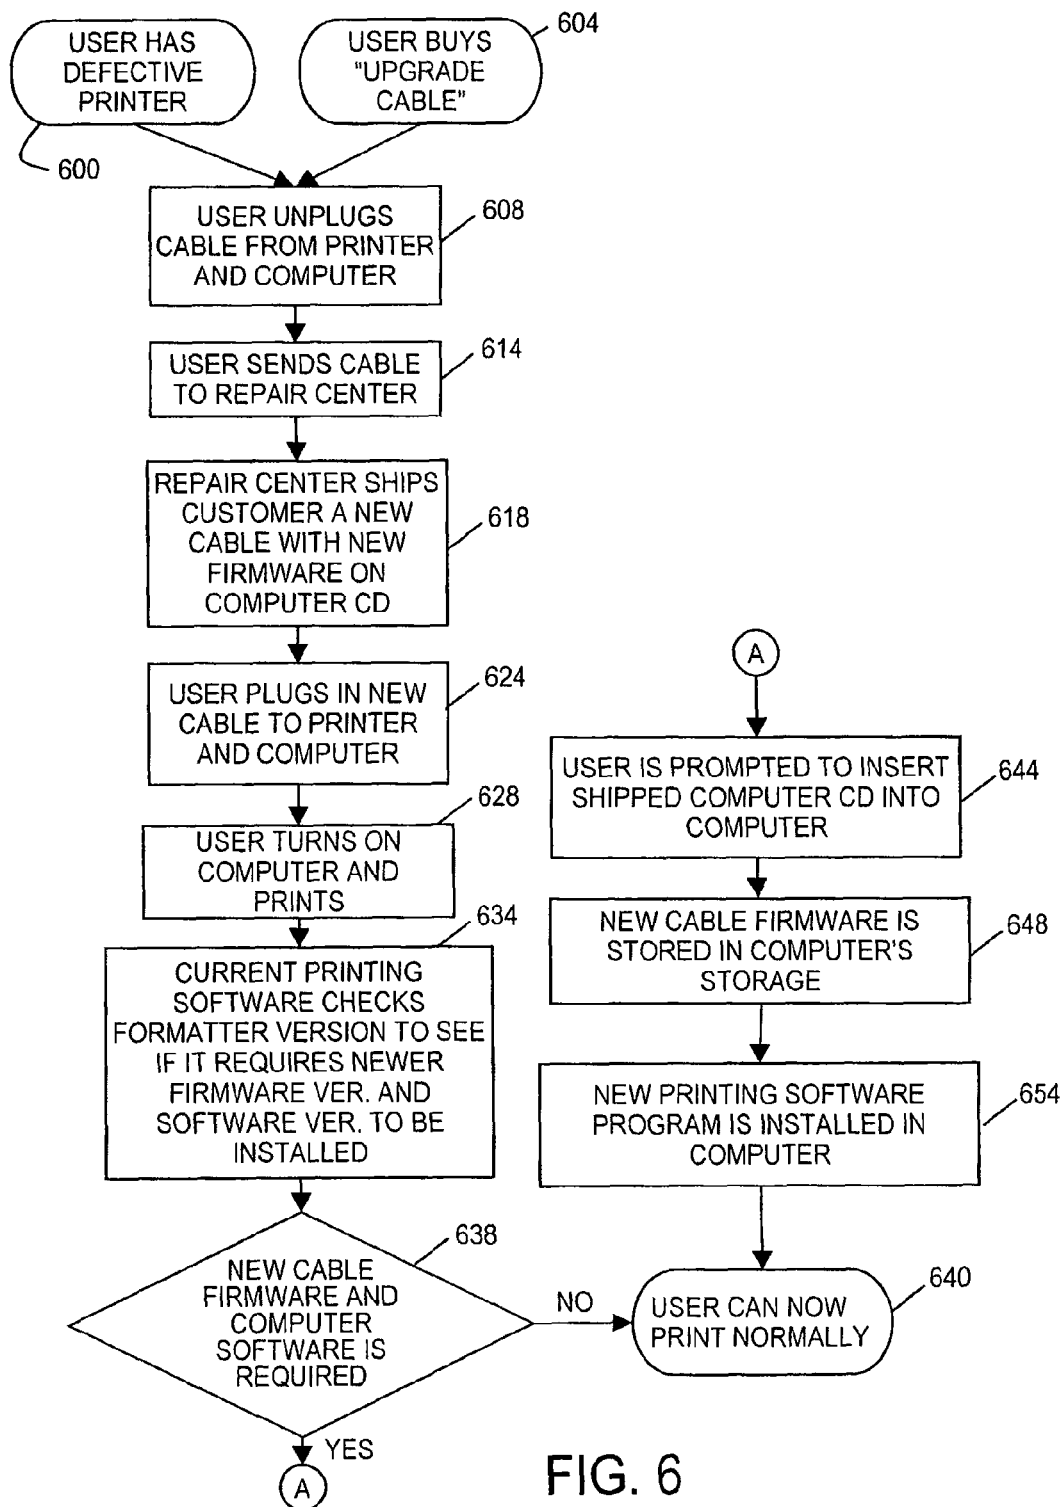 USER HAS
DEFECTIVE
PRINTER
600
USER BUYS
"UPGRADE
CABLE"
604
USER UNPLUGS
CABLE FROM PRINTER
AND COMPUTER
608
USER SENDS CABLE
TO REPAIR CENTER
614
REPAIR CENTER SHIPS
CUSTOMER A NEW
CABLE WITH NEW
FIRMWARE ON
COMPUTER CD
618
USER PLUGS IN NEW
CABLE TO PRINTER
AND COMPUTER
624
USER TURNS ON
COMPUTER AND
PRINTS
628
CURRENT PRINTING
SOFTWARE CHECKS
FORMATTER VERSION TO SEE
IF IT REQUIRES NEWER
FIRMWARE VER. AND
SOFTWARE VER. TO BE
INSTALLED
634
NEW CABLE
FIRMWARE AND
COMPUTER
SOFTWARE IS
REQUIRED
638
NO
YES
A
A
USER IS PROMPTED TO INSERT
SHIPPED COMPUTER CD INTO
COMPUTER
644
NEW CABLE FIRMWARE IS
STORED IN COMPUTER'S
STORAGE
648
NEW PRINTING SOFTWARE
PROGRAM IS INSTALLED IN
COMPUTER
654
USER CAN NOW
PRINT NORMALLY
640
FIG. 6